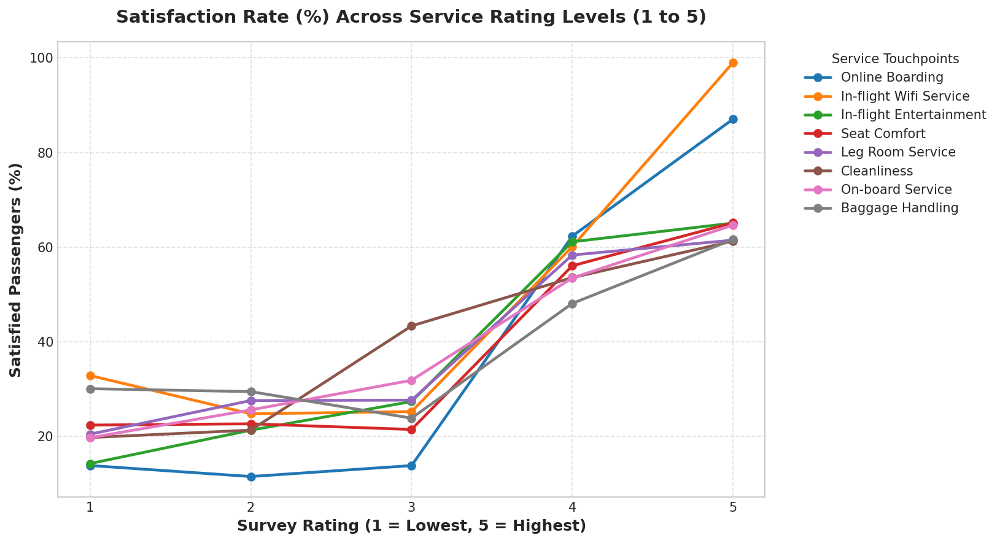 Satisfaction Rate (%) Across Service Rating Levels (1 to 5)
Satisfied Passengers (%)
100
80
60
40
20
1 2 3 4 5
Survey Rating (1 = Lowest, 5 = Highest)
Service Touchpoints
Online Boarding
In-flight Wifi Service
In-flight Entertainment
Seat Comfort
Leg Room Service
Cleanliness
On-board Service
Baggage Handling